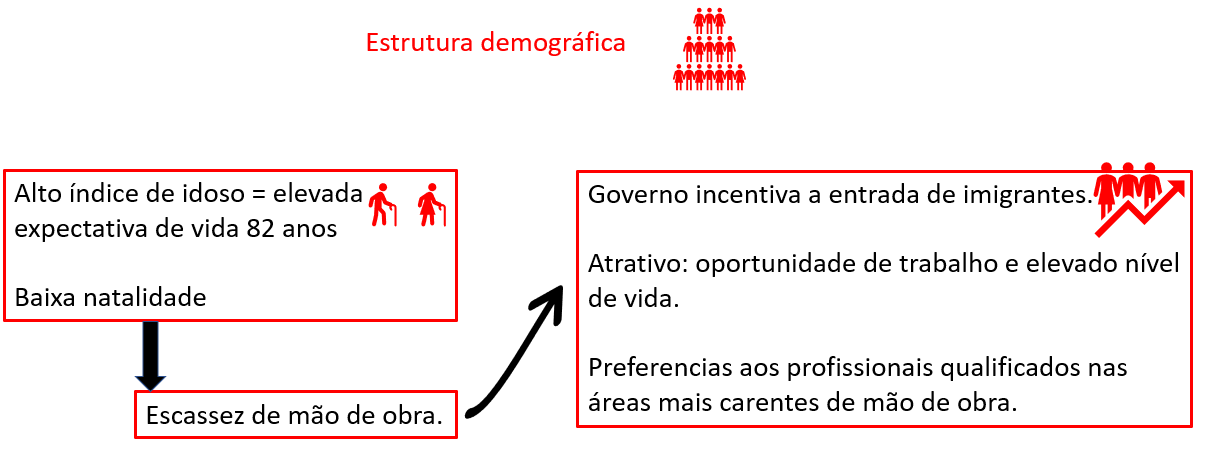 Estrutura demográfica
Alto índice de idoso = elevada
expectativa de vida 82 anos
Baixa natalidade
Escassez de mão de obra.
Governo incentiva a entrada de imigrantes.
Atrativo: oportunidade de trabalho e elevado nível
de vida.
Preferencias aos profissionais qualificados nas
áreas mais carentes de mão de obra.